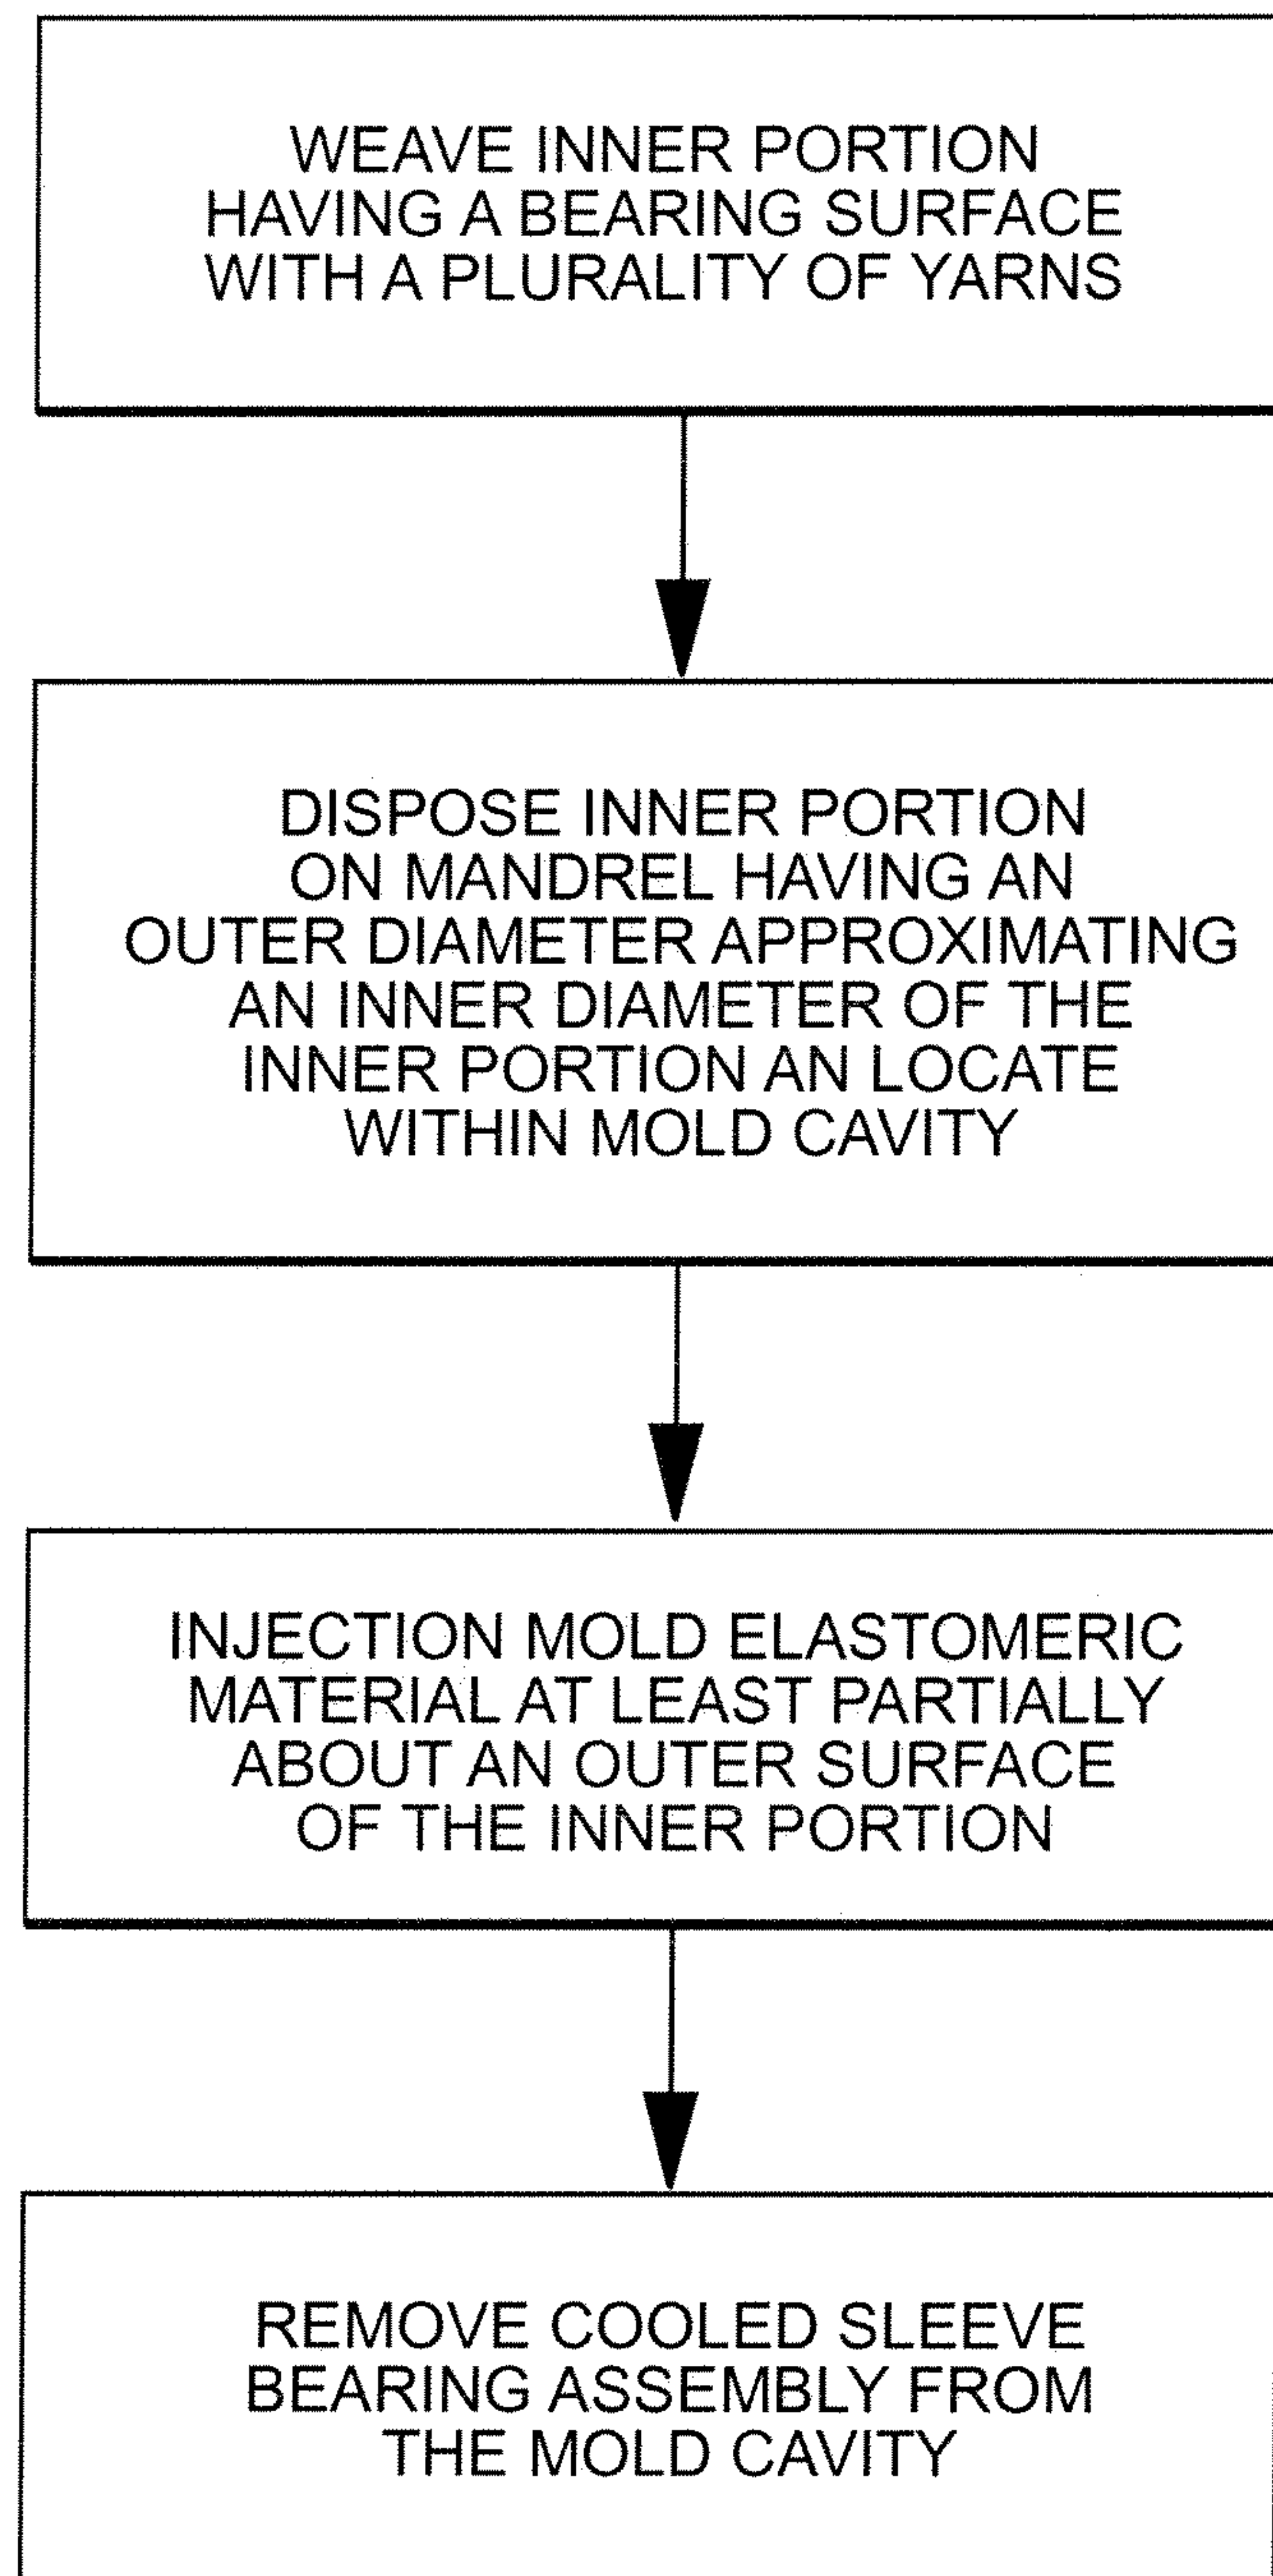 WEAVE INNER PORTION
HAVING A BEARING SURFACE
WITH A PLURALITY OF YARNS
DISPOSE INNER PORTION
ON MANDREL HAVING AN
OUTER DIAMETER APPROXIMATING
AN INNER DIAMETER OF THE
INNER PORTION AN LOCATE
WITHIN MOLD CAVITY
INJECTION MOLD ELASTOMERIC
MATERIAL AT LEAST PARTIALLY
ABOUT AN OUTER SURFACE
OF THE INNER PORTION
REMOVE COOLED SLEEVE
BEARING ASSEMBLY FROM
THE MOLD CAVITY